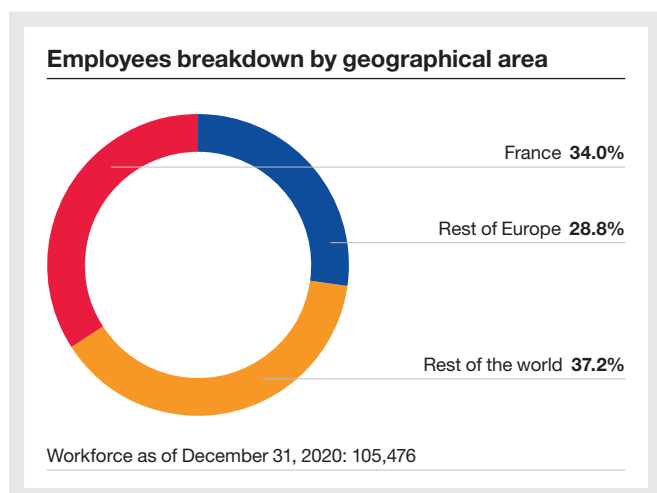 Employees breakdown by geographical area
France 34.0%
Rest of Europe 28.8%
Rest of the world 37.2%
Workforce as of December 31, 2020: 105,476